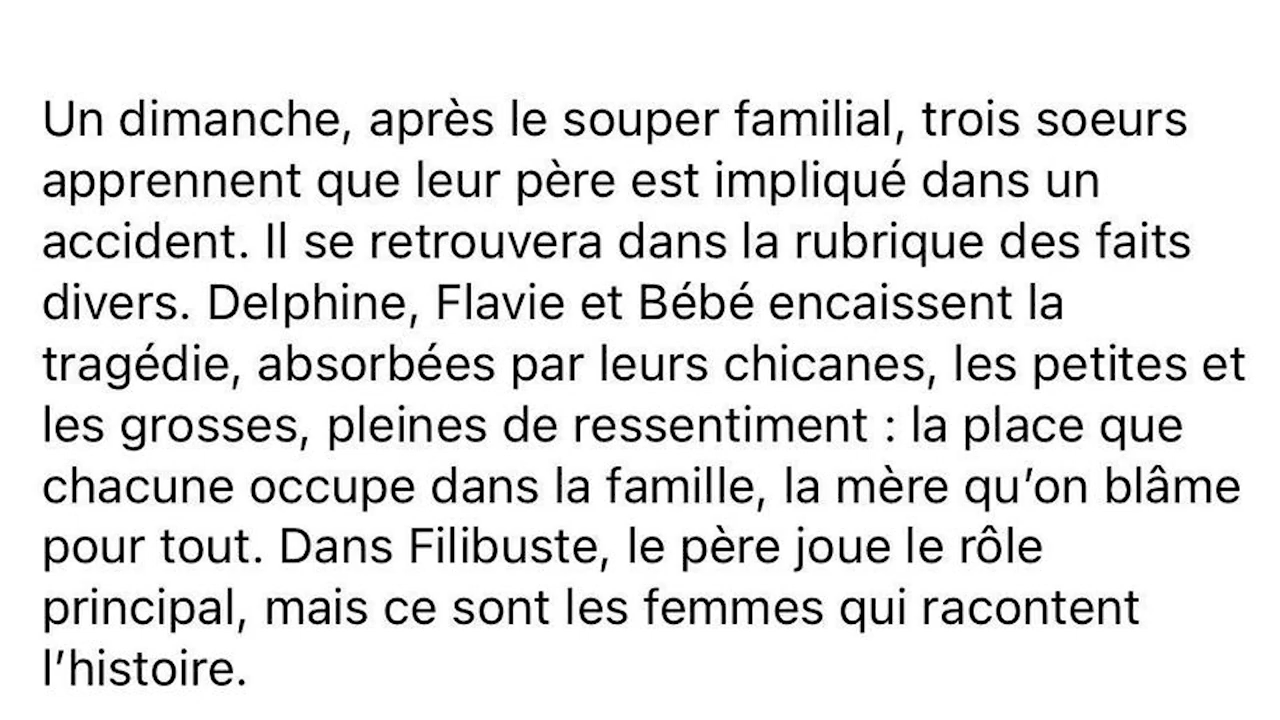 Un dimanche, après le souper familial, trois soeurs
apprennent que leur père est impliqué dans un
accident. Il se retrouvera dans la rubrique des faits
divers. Delphine, Flavie et Bébé encaissent la
tragédie, absorbées par leurs chicanes, les petites et
les grosses, pleines de ressentiment : la place que
chacune occupe dans la famille, la mère qu’on blâme
pour tout. Dans Filibuste, le père joue le rôle
principal, mais ce sont les femmes qui racontent
l’histoire.